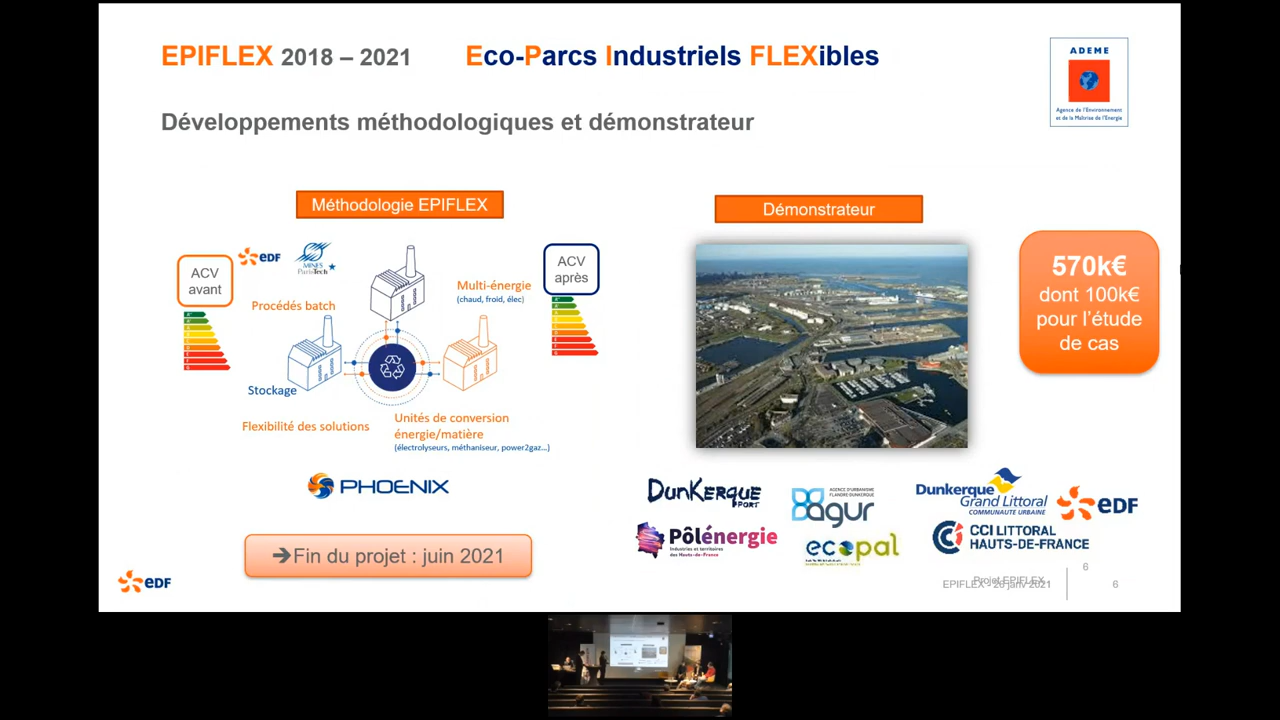 EPIFLEX 2018 – 2021
Eco-Parcs Industriels FLEXibles
ADEME
Agence de l'Environnement
et de la Maîtrise de l'Energie
Développements méthodologiques et démonstrateur
Méthodologie EPIFLEX
Démonstrateur
ACV
avant
EDF
MINES
ParisTech
ACV
après
Multi-énergie
(chaud, froid, élec)
Procédés batch
Stockage
Flexibilité des solutions
Unités de conversion
énergie/matière
(électrolyseurs, méthaniseur, power2gaz...)
570k€
dont 100k€
pour l'étude
de cas
PHOENIX
DUNKERQUE
PORT
AGENCE D'URBANISME
FLANDRE-DUNKERQUE
agur
Dunkerque
Grand Littoral
COMMUNAUTE URBAINE
EDF
Pôlénergie
Industries et territoires
des Hauts-de-France
ecopal
CCI LITTORAL
HAUTS-DE-FRANCE
➔Fin du projet : juin 2021
EDF
6
Projet EPIFLEX
EPIFLEX - 26 janv 2021
6